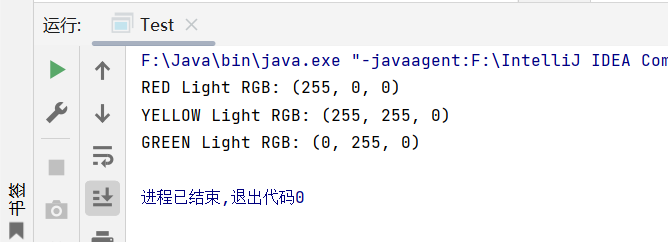 运行:
Test
F:\Java\bin\java.exe "-javaagent:F:\IntelliJ IDEA Com
RED Light RGB: (255, 0, 0)
YELLOW Light RGB: (255, 255, 0)
GREEN Light RGB: (0, 255, 0)
进程已结束,退出代码0
书签